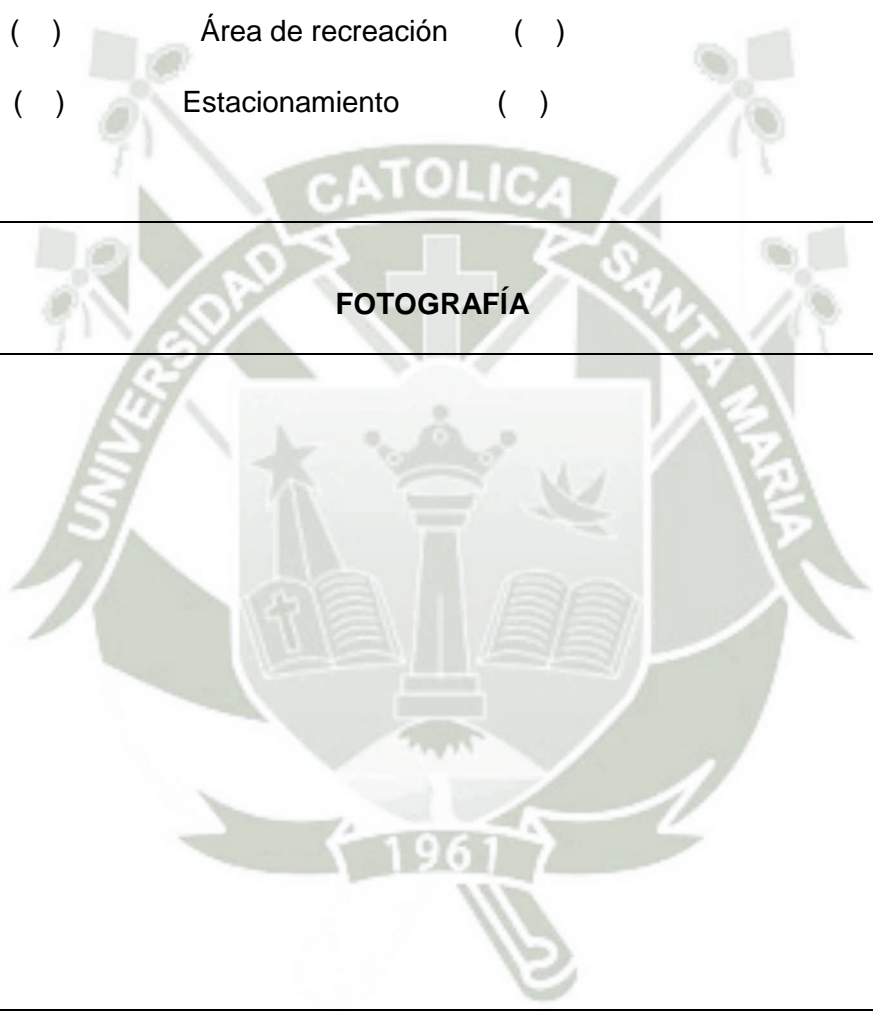 ( ) Área de recreación ( )
( ) Estacionamiento ( )
CATOLICA
UNIVERSIDAD SANTA MARIA
FOTOGRAFÍA
1961